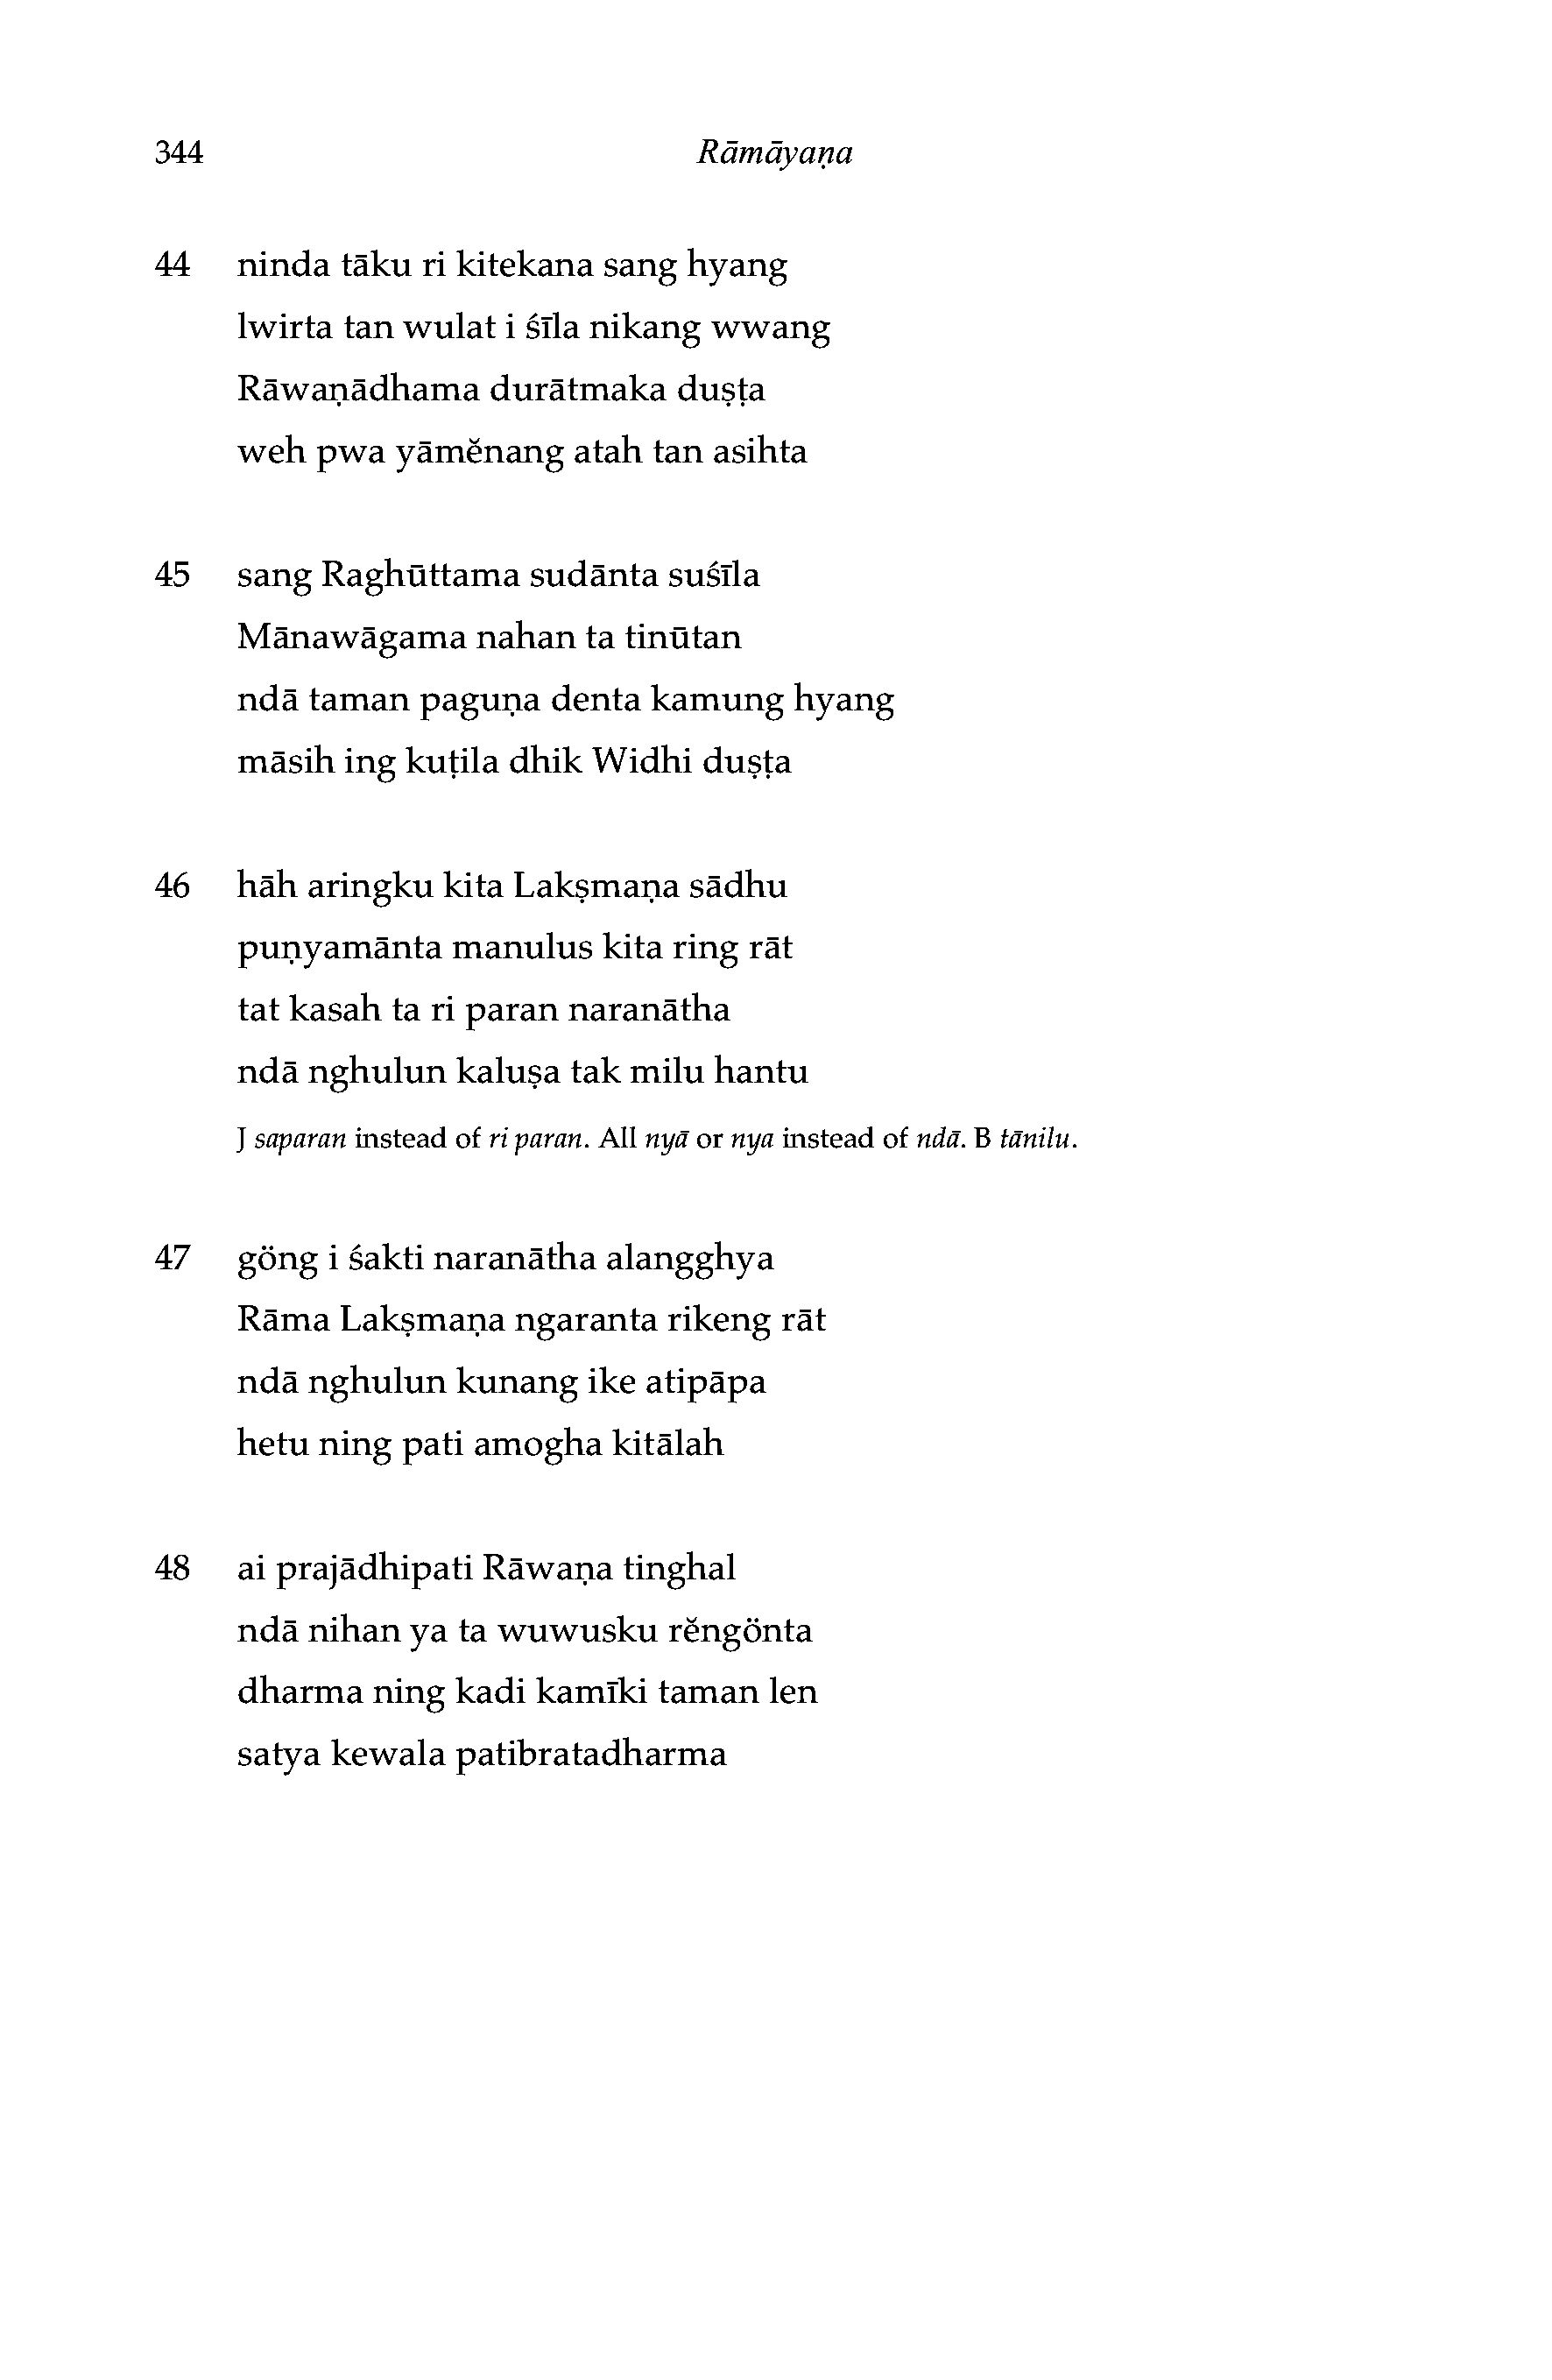 344 Rāmāyaṇa
44 ninda tāku ri kitekana sang hyang
lwirta tan wulat i śīla nikang wwang
Rāwaṇādhama durātmaka duṣṭa
weh pwa yāmĕnang atah tan asihta
45 sang Raghūttama sudānta suśīla
Mānawāgama nahan ta tinūtan
ndā taman paguṇa denta kamung hyang
māsih ing kuṭila dhik Widhi duṣṭa
46 hāh aringku kita Lakṣmaṇa sādhu
puṇyamānta manulus kita ring rāt
tat kasah ta ri paran naranātha
ndā nghulun kaluṣa tak milu hantu
J saparan instead of ri paran. All nyā or nya instead of ndā. B tānilu.
47 göng i śakti naranātha alangghya
Rāma Lakṣmaṇa ngaranta rikeng rāt
ndā nghulun kunang ike atipāpa
hetu ning pati amogha kitālah
48 ai prajādhipati Rāwaṇa tinghal
ndā nihan ya ta wuwusku rĕngönta
dharma ning kadi kamīki taman len
satya kewala patibratadharma